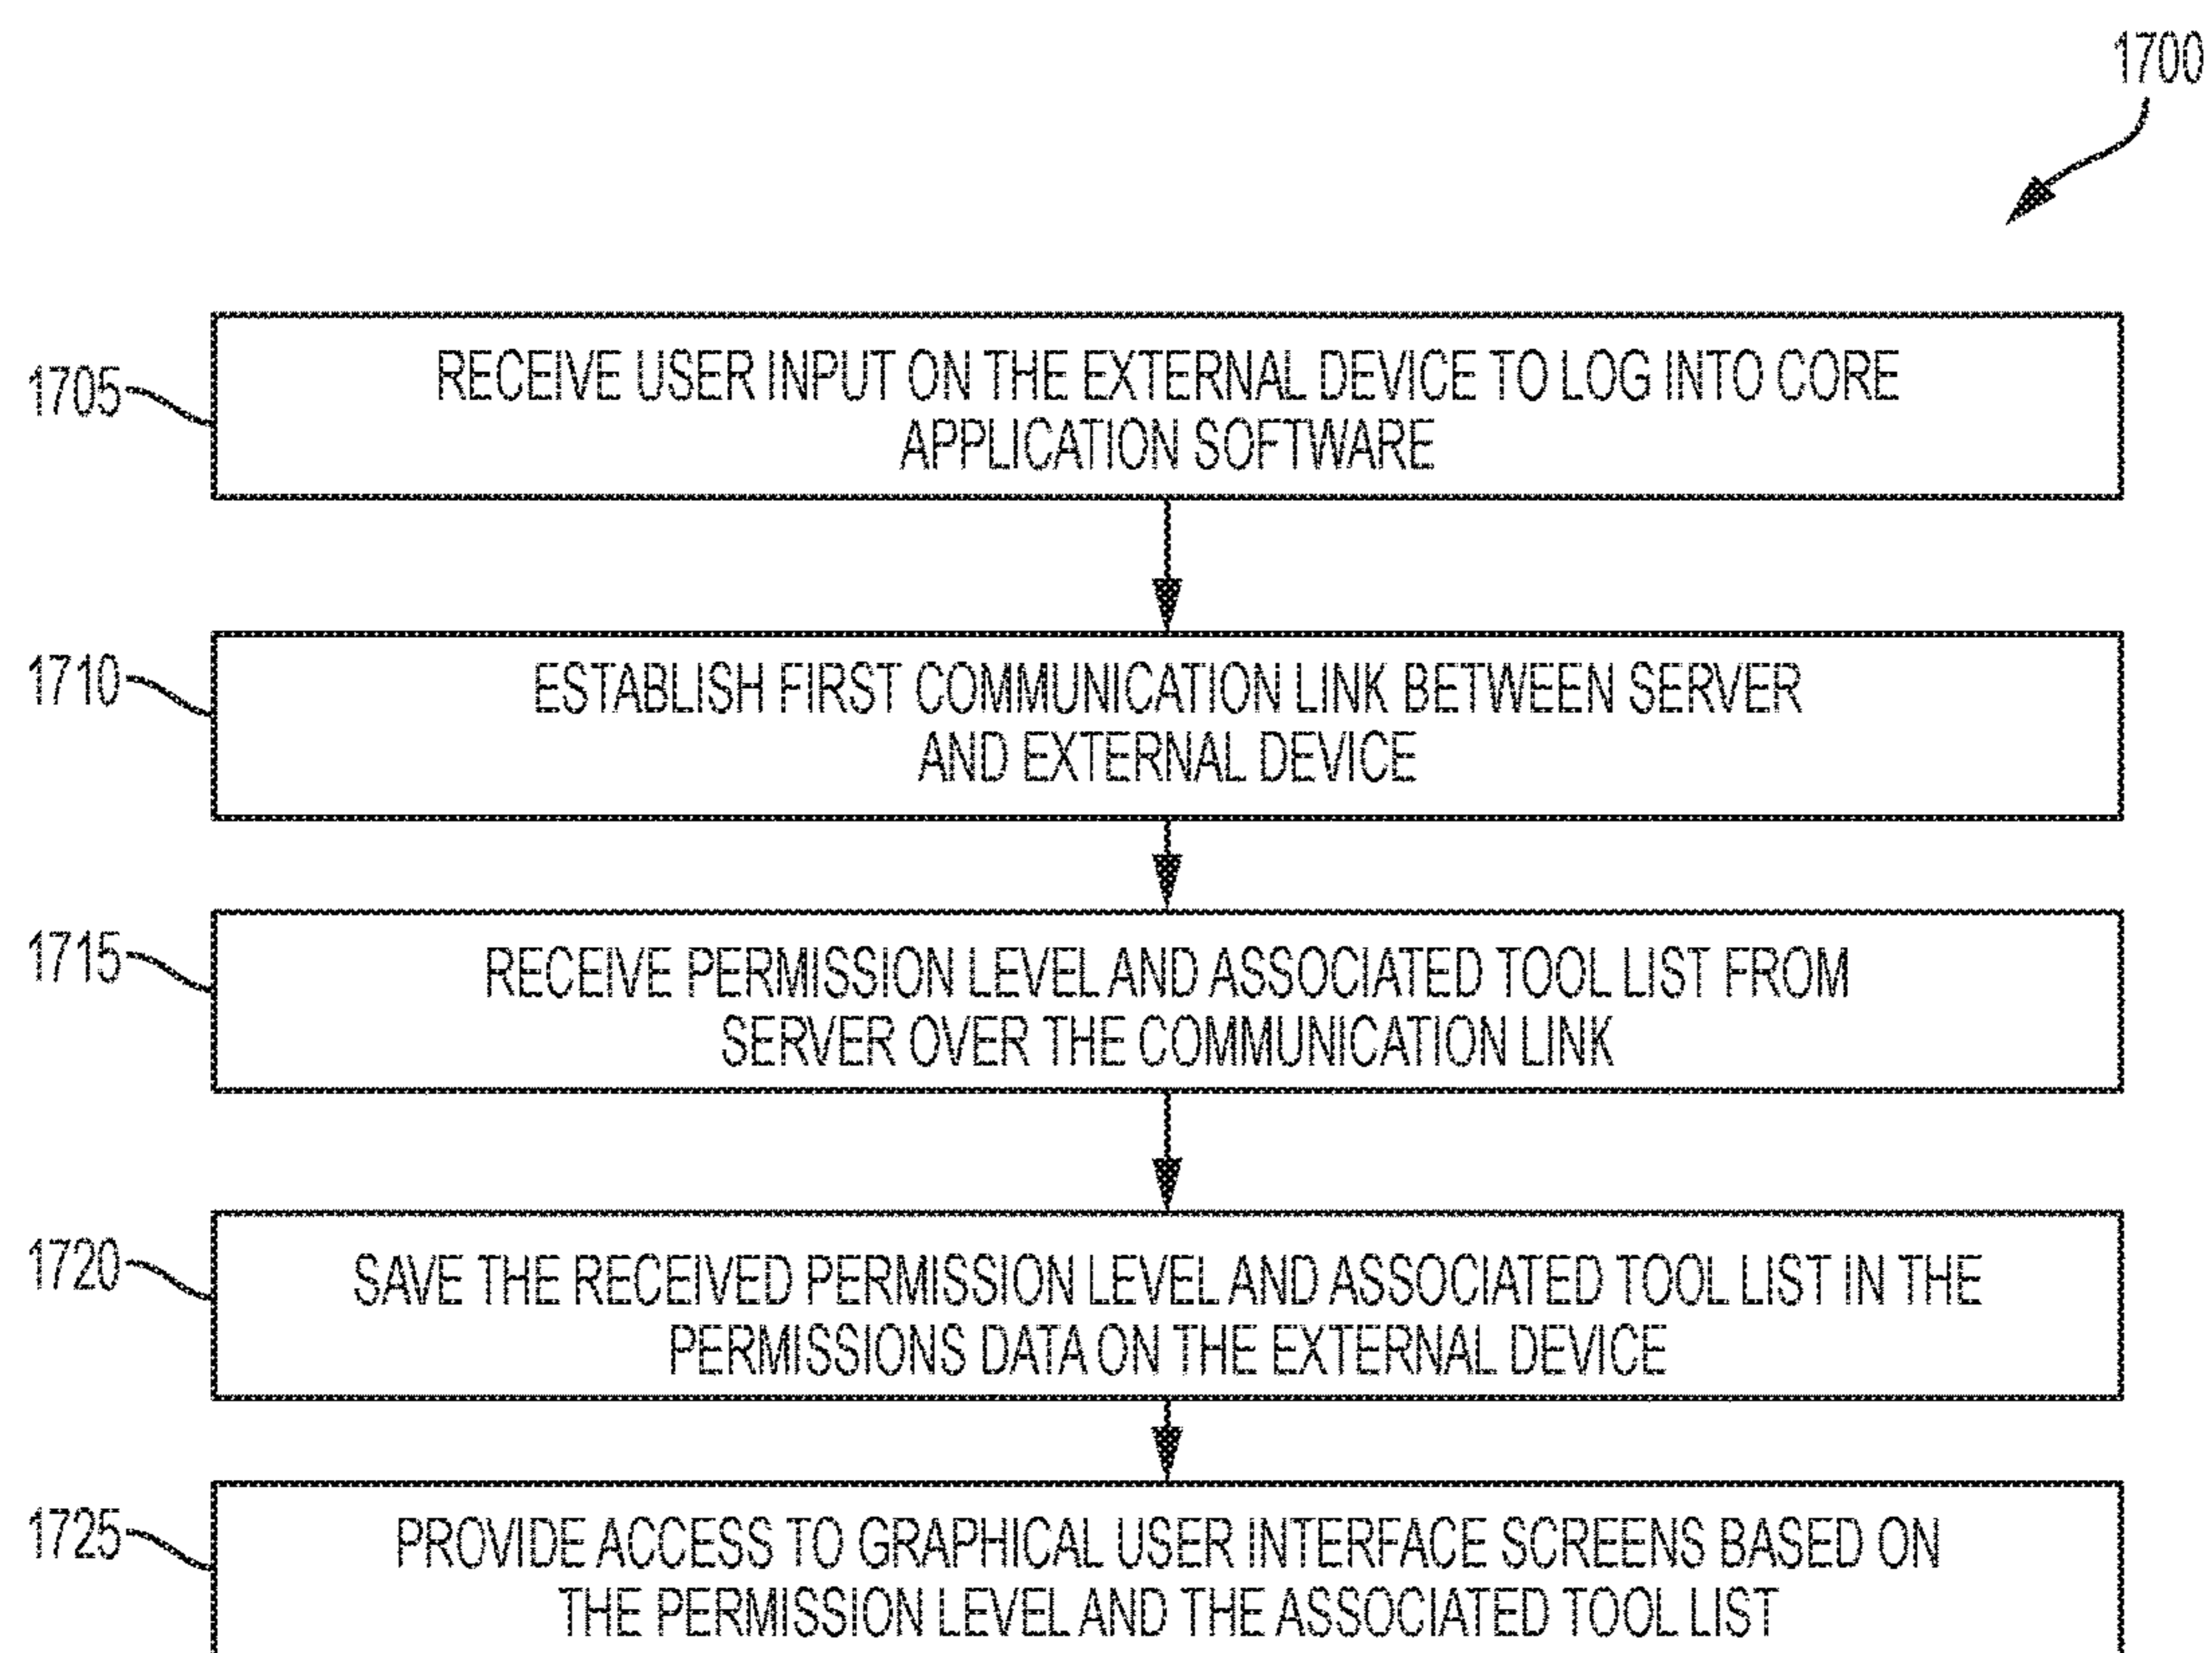 1700
1705
RECEIVE USER INPUT ON THE EXTERNAL DEVICE TO LOG INTO CORE
APPLICATION SOFTWARE
1710
ESTABLISH FIRST COMMUNICATION LINK BETWEEN SERVER
AND EXTERNAL DEVICE
1715
RECEIVE PERMISSION LEVEL AND ASSOCIATED TOOL LIST FROM
SERVER OVER THE COMMUNICATION LINK
1720
SAVE THE RECEIVED PERMISSION LEVEL AND ASSOCIATED TOOL LIST IN THE
PERMISSIONS DATA ON THE EXTERNAL DEVICE
1725
PROVIDE ACCESS TO GRAPHICAL USER INTERFACE SCREENS BASED ON
THE PERMISSION LEVEL AND THE ASSOCIATED TOOL LIST